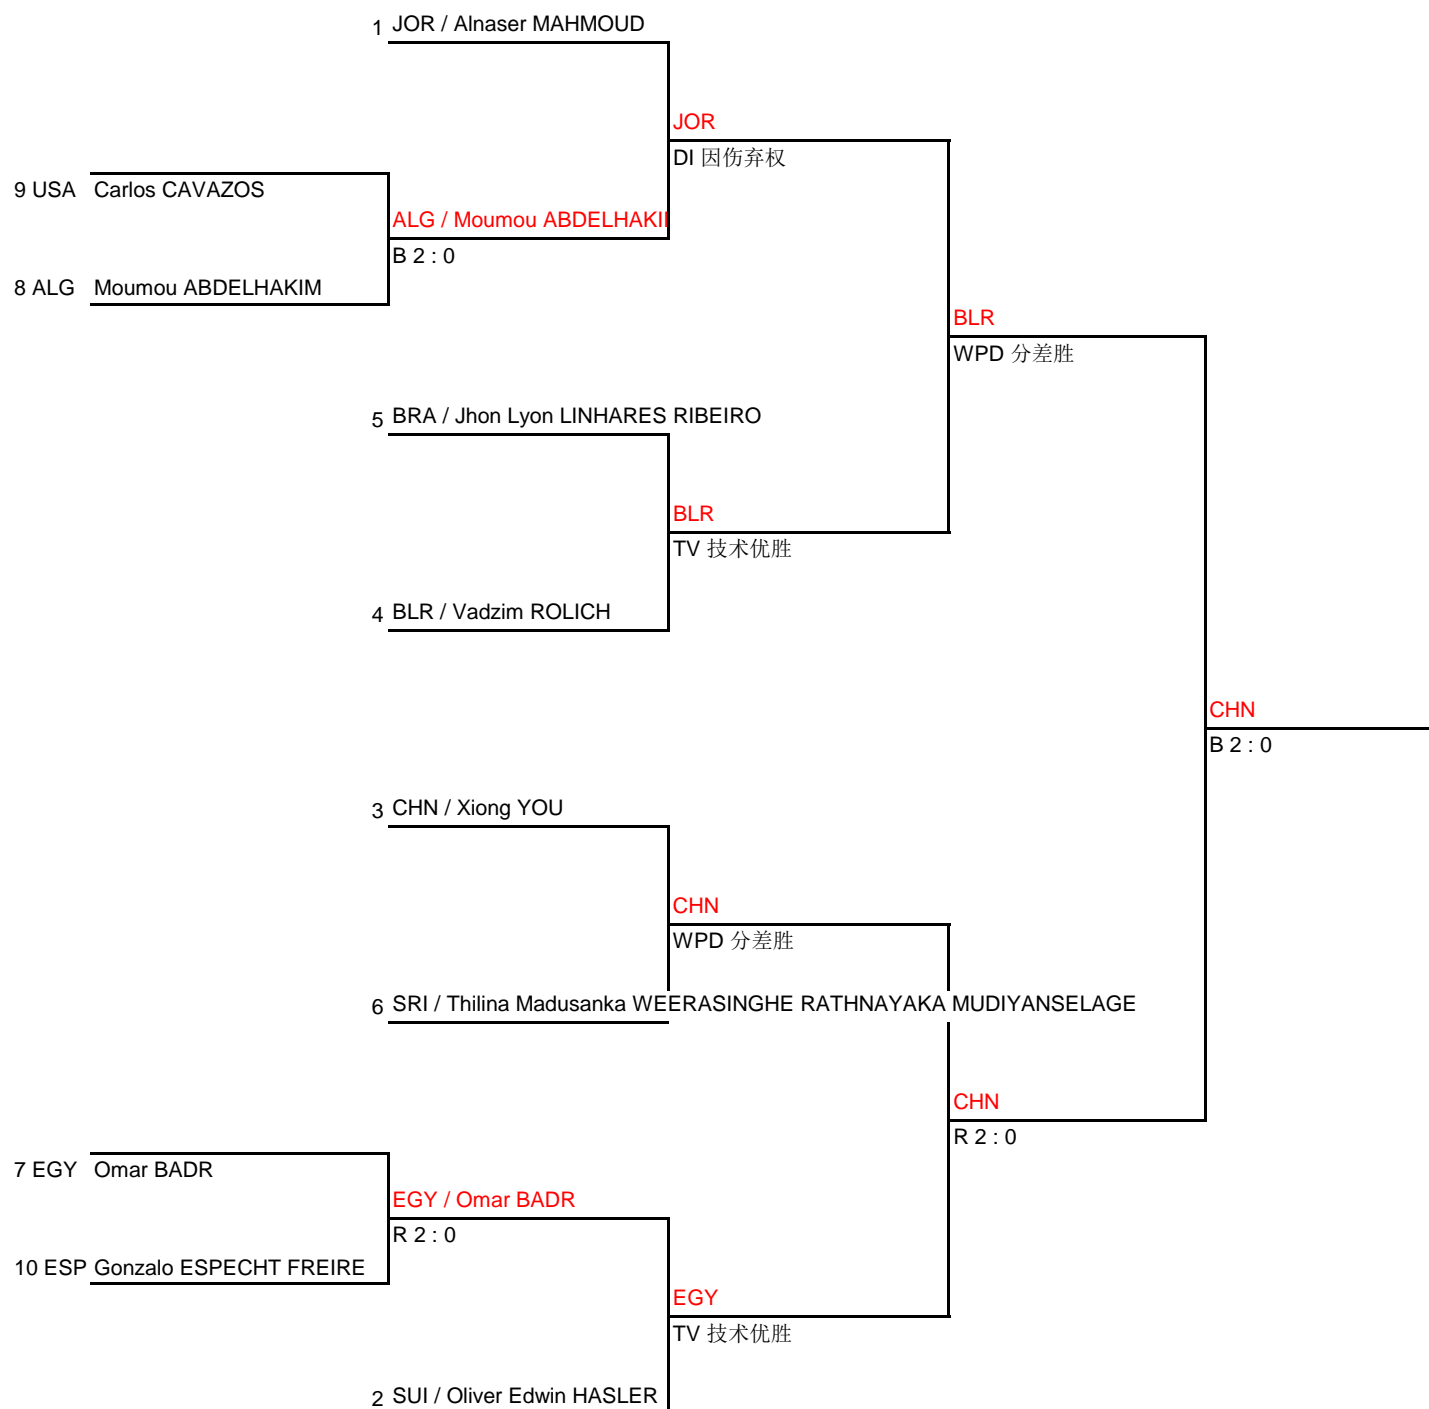 1 JOR / Alnaser MAHMOUD
JOR
DI 因伤弃权
9 USA Carlos CAVAZOS
ALG / Moumou ABDELHAKI
B 2 : 0
8 ALG Moumou ABDELHAKIM
BLR
WPD 分差胜
5 BRA / Jhon Lyon LINHARES RIBEIRO
BLR
TV 技术优胜
4 BLR / Vadzim ROLICH
CHN
B 2 : 0
3 CHN / Xiong YOU
CHN
WPD 分差胜
6 SRI / Thilina Madusanka WEERASINGHE RATHNAYAKA MUDIYANSELAGE
CHN
R 2 : 0
7 EGY Omar BADR
EGY / Omar BADR
R 2 : 0
10 ESP Gonzalo ESPECHT FREIRE
EGY
TV 技术优胜
2 SUI / Oliver Edwin HASLER